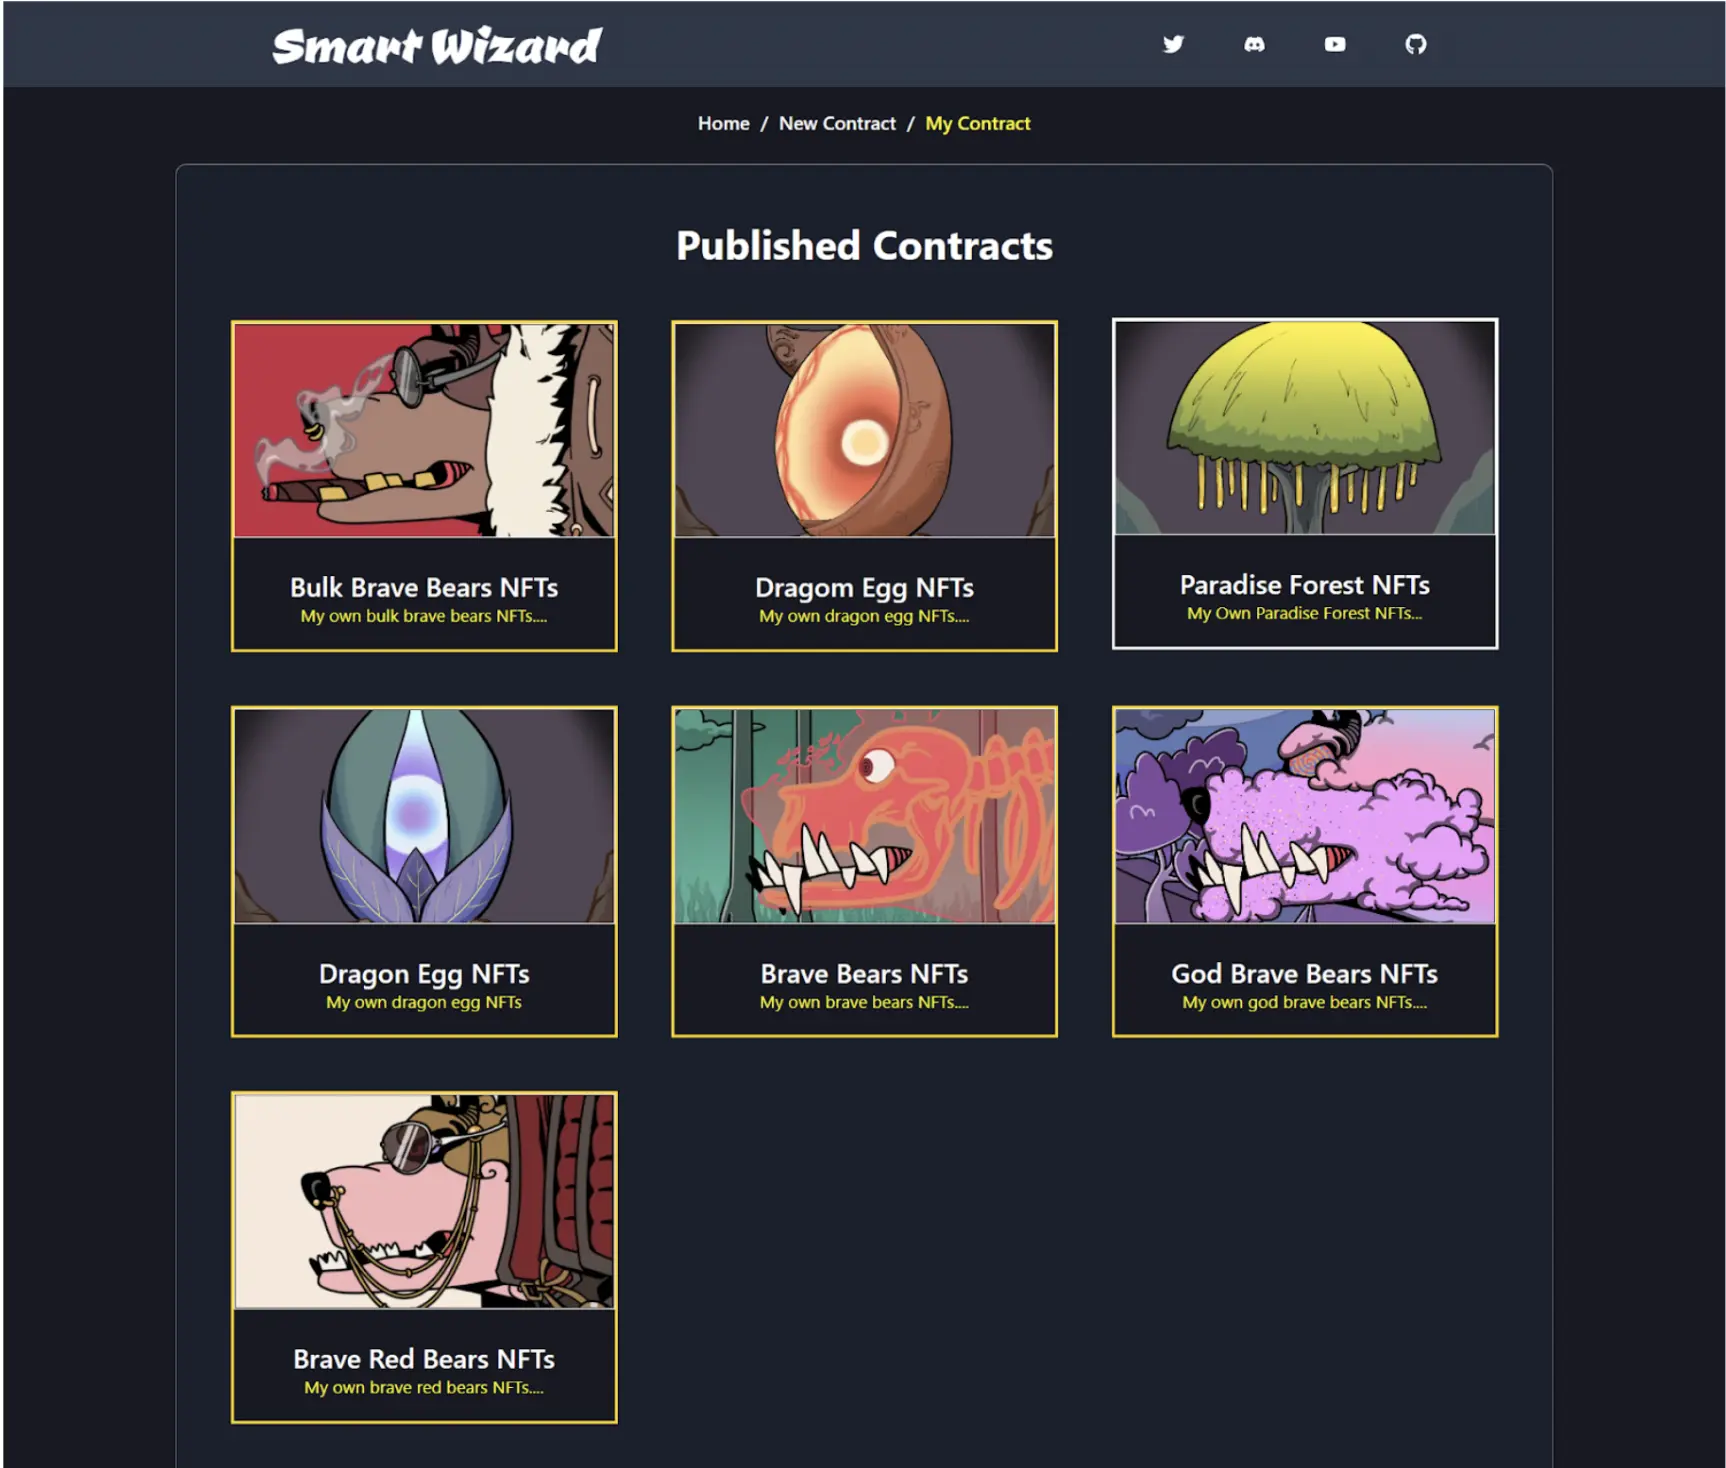 Smart Wizard
Home / New Contract / My Contract
Published Contracts
Bulk Brave Bears NFTs
My own bulk brave bears NFTs....
Dragom Egg NFTs
My own dragon egg NFTs....
Paradise Forest NFTs
My Own Paradise Forest NFTs...
Dragon Egg NFTs
My own dragon egg NFTs
Brave Bears NFTs
My own brave bears NFTs....
God Brave Bears NFTs
My own god brave bears NFTs....
Brave Red Bears NFTs
My own brave red bears NFTs....